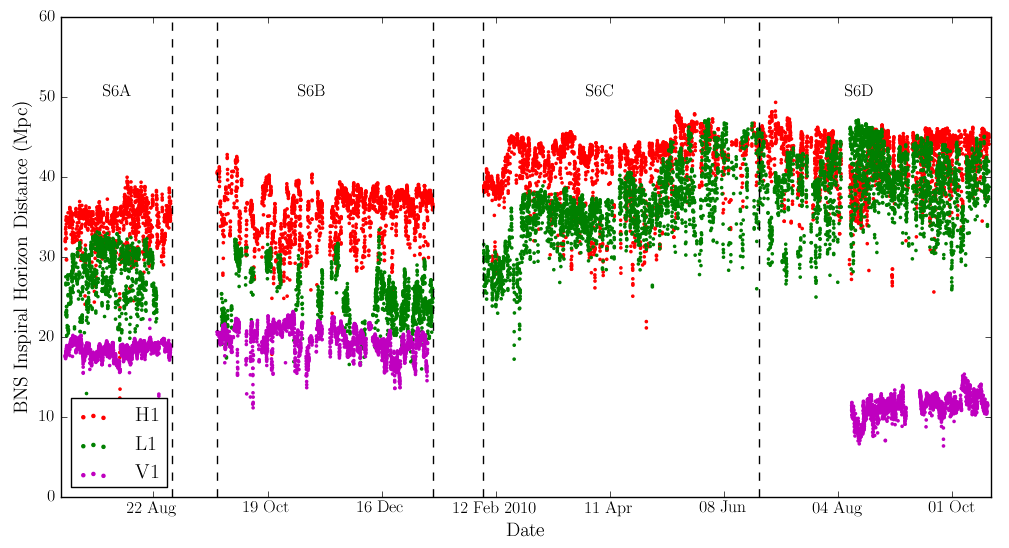 BNS Inspiral Horizon Distance (Mpc)
60
50
40
30
20
10
0
S6A S6B S6C S6D
H1
L1
V1
22 Aug 19 Oct 16 Dec 12 Feb 2010 11 Apr 08 Jun 04 Aug 01 Oct
Date